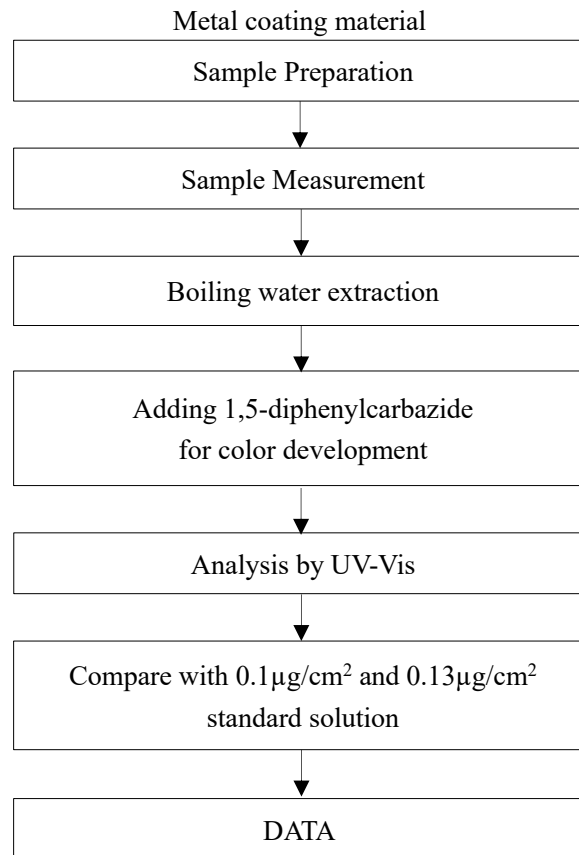 Metal coating material
Sample Preparation
Sample Measurement
Boiling water extraction
Adding 1,5-diphenylcarbazide
for color development
Analysis by UV-Vis
Compare with 0.1µg/cm² and 0.13µg/cm²
standard solution
DATA